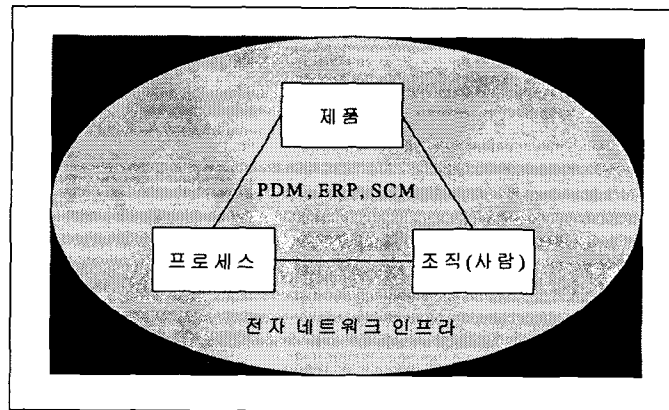 제품
PDM, ERP, SCM
프로세스
조직(사람)
전자 네트워크 인프라